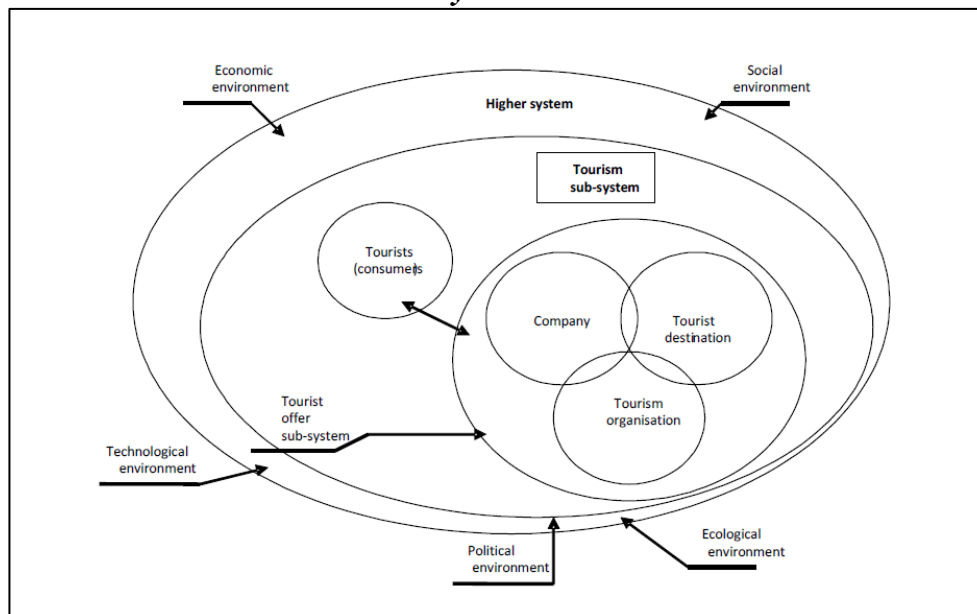 Economic
environment
Social
environment
Higher system
Tourism
sub-system
Tourists
(consumers
Company
Tourist
destination
Tourism
organisation
Tourist
offer
sub-system
Technological
environment
Political
environment
Ecological
environment